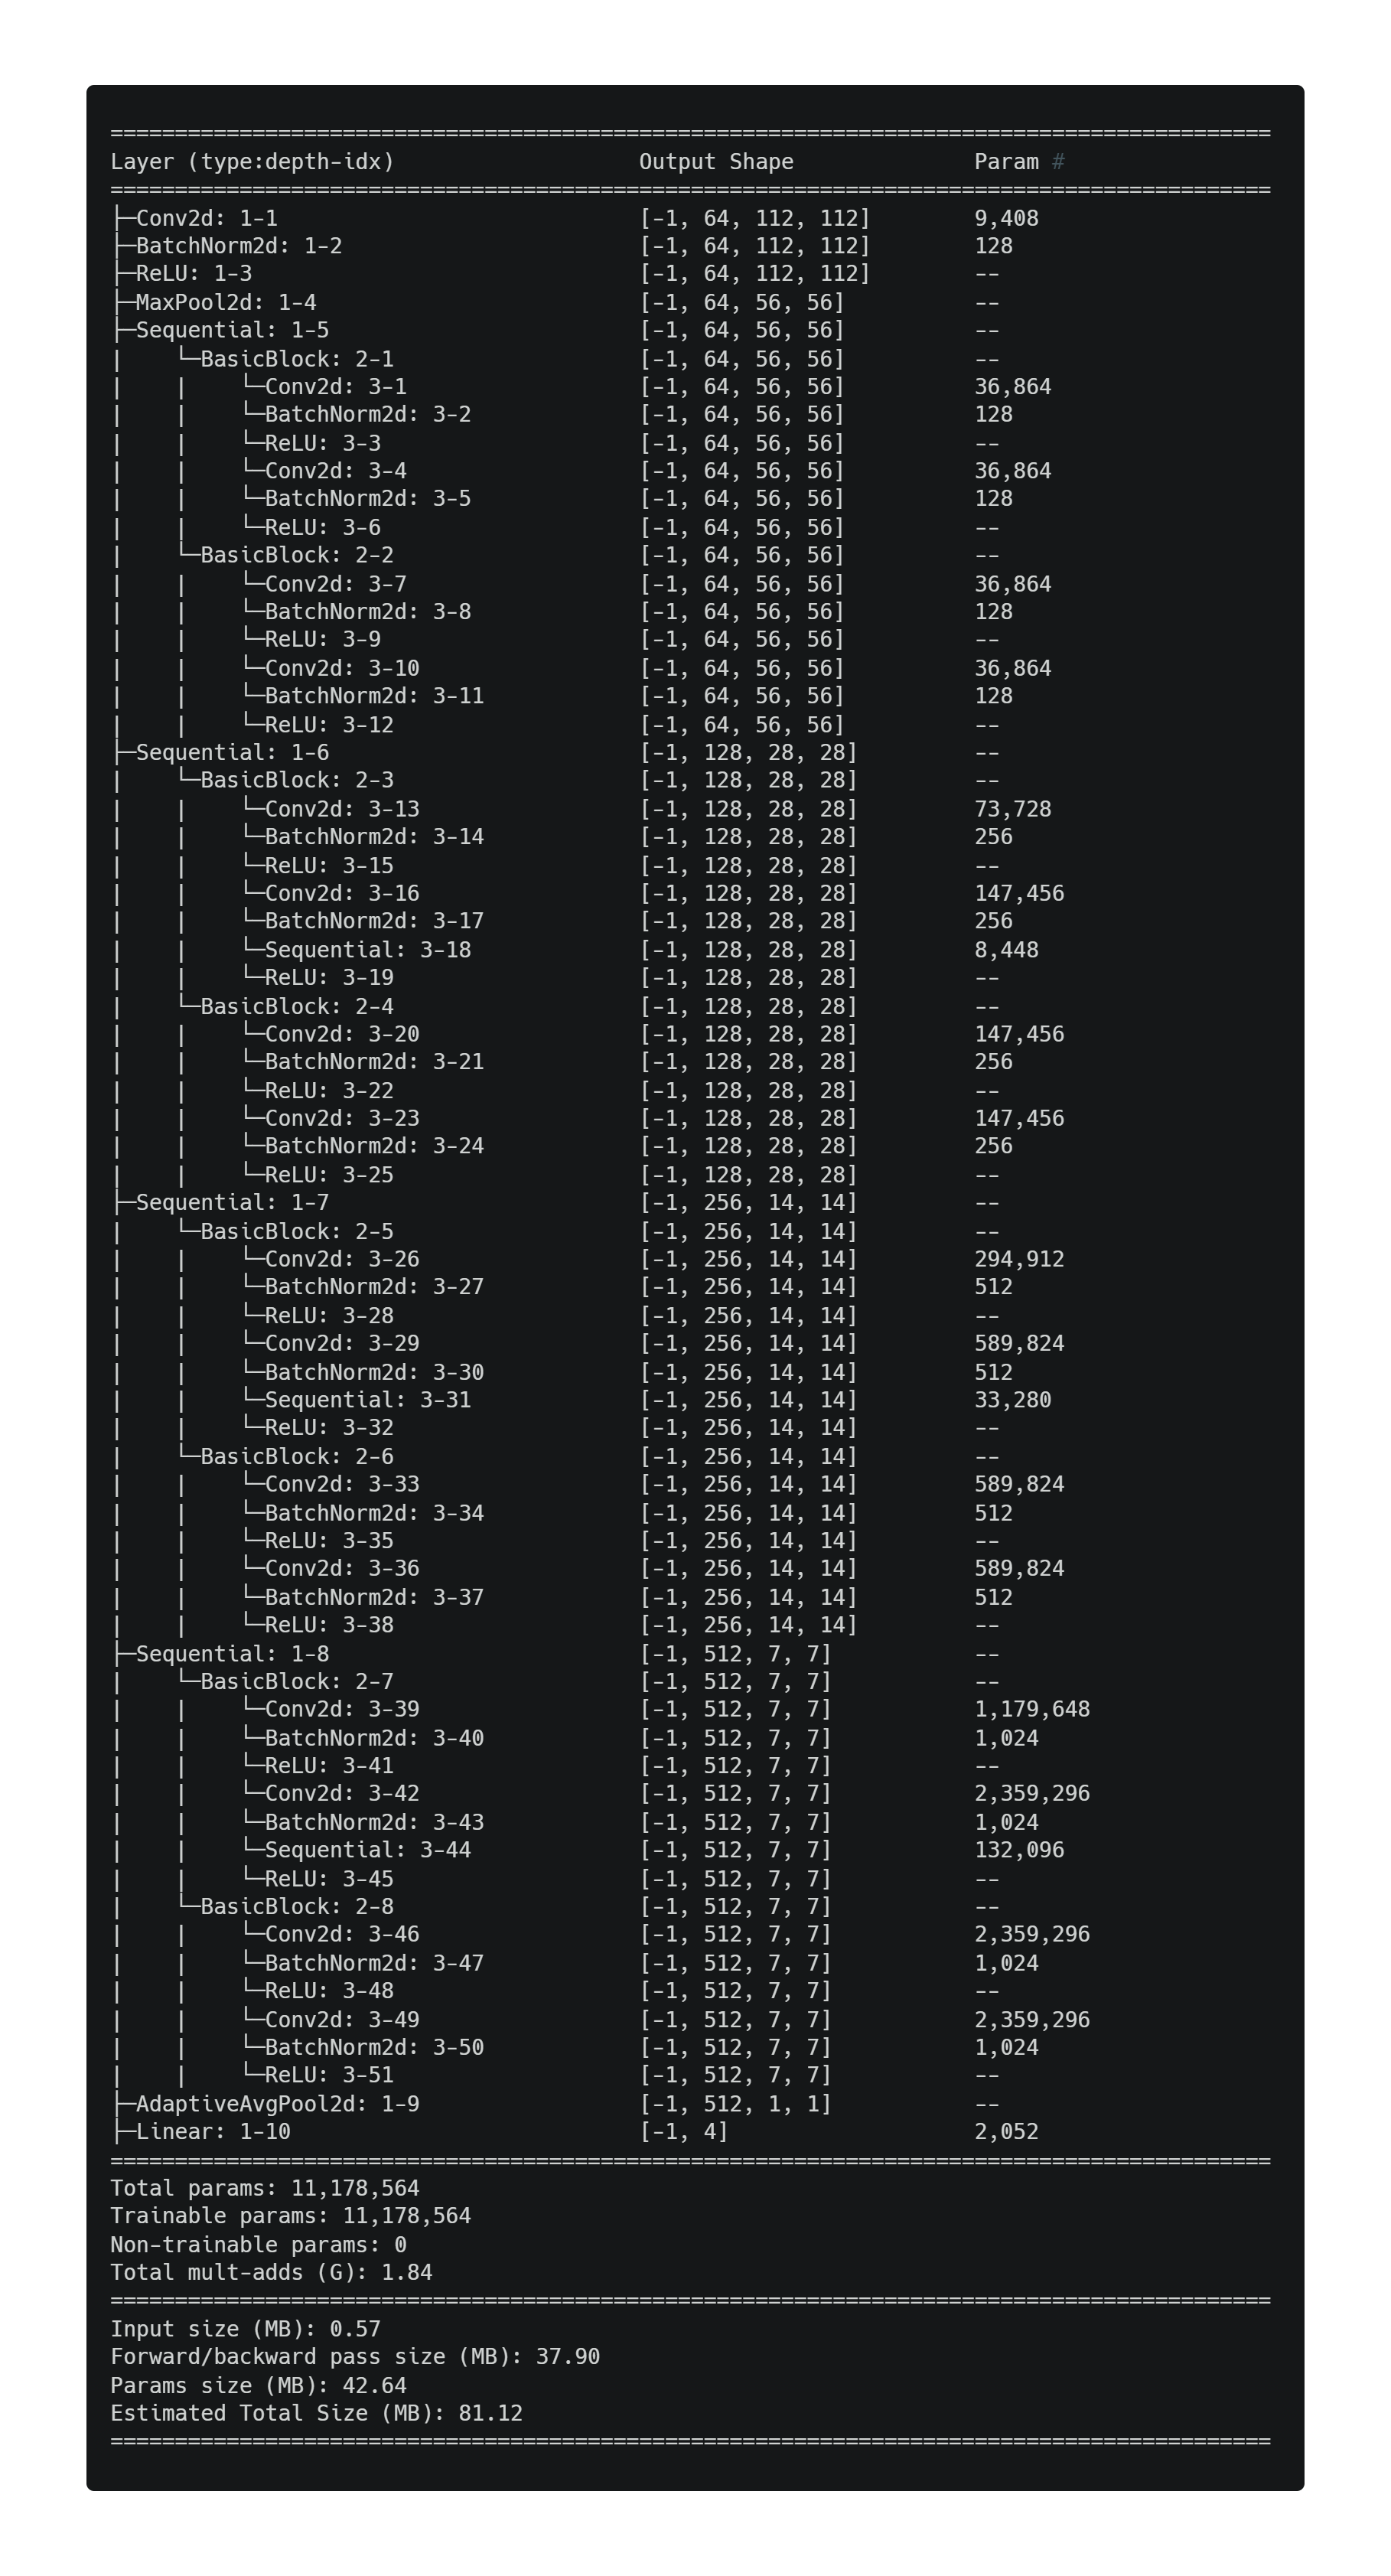 ==========================================================================================
Layer (type:depth-idx)                   Output Shape              Param #
==========================================================================================
├─Conv2d: 1-1                            [-1, 64, 112, 112]        9,408
├─BatchNorm2d: 1-2                       [-1, 64, 112, 112]        128
├─ReLU: 1-3                              [-1, 64, 112, 112]        --
├─MaxPool2d: 1-4                         [-1, 64, 56, 56]          --
├─Sequential: 1-5                        [-1, 64, 56, 56]          --
|    └─BasicBlock: 2-1                   [-1, 64, 56, 56]          --
|    |    └─Conv2d: 3-1                  [-1, 64, 56, 56]          36,864
|    |    └─BatchNorm2d: 3-2             [-1, 64, 56, 56]          128
|    |    └─ReLU: 3-3                    [-1, 64, 56, 56]          --
|    |    └─Conv2d: 3-4                  [-1, 64, 56, 56]          36,864
|    |    └─BatchNorm2d: 3-5             [-1, 64, 56, 56]          128
|    |    └─ReLU: 3-6                    [-1, 64, 56, 56]          --
|    └─BasicBlock: 2-2                   [-1, 64, 56, 56]          --
|    |    └─Conv2d: 3-7                  [-1, 64, 56, 56]          36,864
|    |    └─BatchNorm2d: 3-8             [-1, 64, 56, 56]          128
|    |    └─ReLU: 3-9                    [-1, 64, 56, 56]          --
|    |    └─Conv2d: 3-10                 [-1, 64, 56, 56]          36,864
|    |    └─BatchNorm2d: 3-11            [-1, 64, 56, 56]          128
|    |    └─ReLU: 3-12                   [-1, 64, 56, 56]          --
├─Sequential: 1-6                        [-1, 128, 28, 28]         --
|    └─BasicBlock: 2-3                   [-1, 128, 28, 28]         --
|    |    └─Conv2d: 3-13                 [-1, 128, 28, 28]         73,728
|    |    └─BatchNorm2d: 3-14            [-1, 128, 28, 28]         256
|    |    └─ReLU: 3-15                   [-1, 128, 28, 28]         --
|    |    └─Conv2d: 3-16                 [-1, 128, 28, 28]         147,456
|    |    └─BatchNorm2d: 3-17            [-1, 128, 28, 28]         256
|    |    └─Sequential: 3-18             [-1, 128, 28, 28]         8,448
|    |    └─ReLU: 3-19                   [-1, 128, 28, 28]         --
|    └─BasicBlock: 2-4                   [-1, 128, 28, 28]         --
|    |    └─Conv2d: 3-20                 [-1, 128, 28, 28]         147,456
|    |    └─BatchNorm2d: 3-21            [-1, 128, 28, 28]         256
|    |    └─ReLU: 3-22                   [-1, 128, 28, 28]         --
|    |    └─Conv2d: 3-23                 [-1, 128, 28, 28]         147,456
|    |    └─BatchNorm2d: 3-24            [-1, 128, 28, 28]         256
|    |    └─ReLU: 3-25                   [-1, 128, 28, 28]         --
├─Sequential: 1-7                        [-1, 256, 14, 14]         --
|    └─BasicBlock: 2-5                   [-1, 256, 14, 14]         --
|    |    └─Conv2d: 3-26                 [-1, 256, 14, 14]         294,912
|    |    └─BatchNorm2d: 3-27            [-1, 256, 14, 14]         512
|    |    └─ReLU: 3-28                   [-1, 256, 14, 14]         --
|    |    └─Conv2d: 3-29                 [-1, 256, 14, 14]         589,824
|    |    └─BatchNorm2d: 3-30            [-1, 256, 14, 14]         512
|    |    └─Sequential: 3-31             [-1, 256, 14, 14]         33,280
|    |    └─ReLU: 3-32                   [-1, 256, 14, 14]         --
|    └─BasicBlock: 2-6                   [-1, 256, 14, 14]         --
|    |    └─Conv2d: 3-33                 [-1, 256, 14, 14]         589,824
|    |    └─BatchNorm2d: 3-34            [-1, 256, 14, 14]         512
|    |    └─ReLU: 3-35                   [-1, 256, 14, 14]         --
|    |    └─Conv2d: 3-36                 [-1, 256, 14, 14]         589,824
|    |    └─BatchNorm2d: 3-37            [-1, 256, 14, 14]         512
|    |    └─ReLU: 3-38                   [-1, 256, 14, 14]         --
├─Sequential: 1-8                        [-1, 512, 7, 7]           --
|    └─BasicBlock: 2-7                   [-1, 512, 7, 7]           --
|    |    └─Conv2d: 3-39                 [-1, 512, 7, 7]           1,179,648
|    |    └─BatchNorm2d: 3-40            [-1, 512, 7, 7]           1,024
|    |    └─ReLU: 3-41                   [-1, 512, 7, 7]           --
|    |    └─Conv2d: 3-42                 [-1, 512, 7, 7]           2,359,296
|    |    └─BatchNorm2d: 3-43            [-1, 512, 7, 7]           1,024
|    |    └─Sequential: 3-44             [-1, 512, 7, 7]           132,096
|    |    └─ReLU: 3-45                   [-1, 512, 7, 7]           --
|    └─BasicBlock: 2-8                   [-1, 512, 7, 7]           --
|    |    └─Conv2d: 3-46                 [-1, 512, 7, 7]           2,359,296
|    |    └─BatchNorm2d: 3-47            [-1, 512, 7, 7]           1,024
|    |    └─ReLU: 3-48                   [-1, 512, 7, 7]           --
|    |    └─Conv2d: 3-49                 [-1, 512, 7, 7]           2,359,296
|    |    └─BatchNorm2d: 3-50            [-1, 512, 7, 7]           1,024
|    |    └─ReLU: 3-51                   [-1, 512, 7, 7]           --
├─AdaptiveAvgPool2d: 1-9                 [-1, 512, 1, 1]           --
├─Linear: 1-10                           [-1, 4]                   2,052
==========================================================================================
Total params: 11,178,564
Trainable params: 11,178,564
Non-trainable params: 0
Total mult-adds (G): 1.84
==========================================================================================
Input size (MB): 0.57
Forward/backward pass size (MB): 37.90
Params size (MB): 42.64
Estimated Total Size (MB): 81.12
==========================================================================================